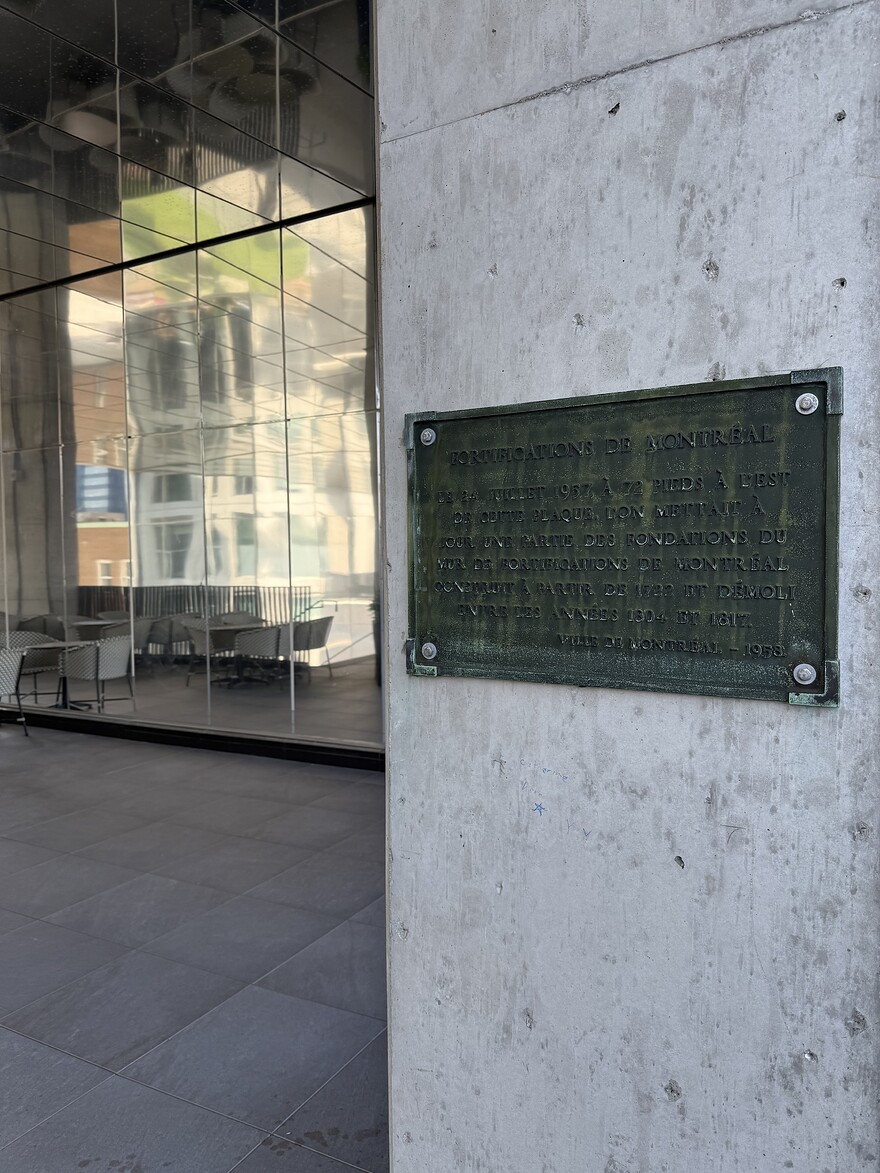 FORTIFICATIONS DE MONTRÉAL
LE 24 JUILLET 1957, À 72 PIEDS À L'EST
DE CETTE PLAQUE, L'ON METTAIT À
JOUR UNE PARTIE DES FONDATIONS DU
MUR DE FORTIFICATIONS DE MONTRÉAL
CONSTRUIT À PARTIR DE 1722 ET DÉMOLI
ENTRE LES ANNÉES 1804 ET 1817.
VILLE DE MONTRÉAL - 1958